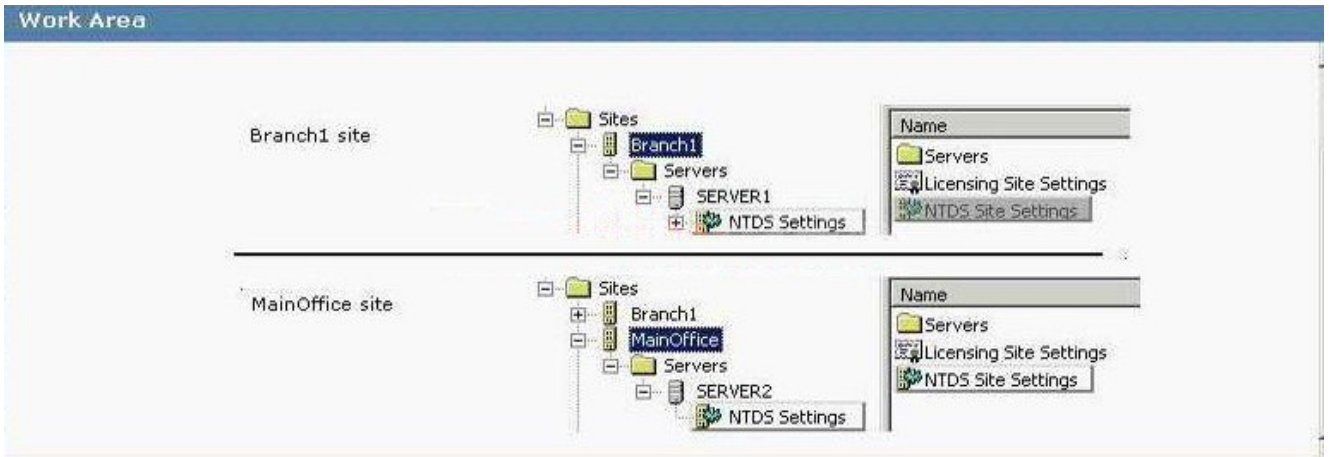 Work Area
Branch1 site
Sites
Branch1
Servers
SERVER1
NTDS Settings
Name
Servers
Licensing Site Settings
NTDS Site Settings
MainOffice site
Sites
Branch1
MainOffice
Servers
SERVER2
NTDS Settings
Name
Servers
Licensing Site Settings
NTDS Site Settings